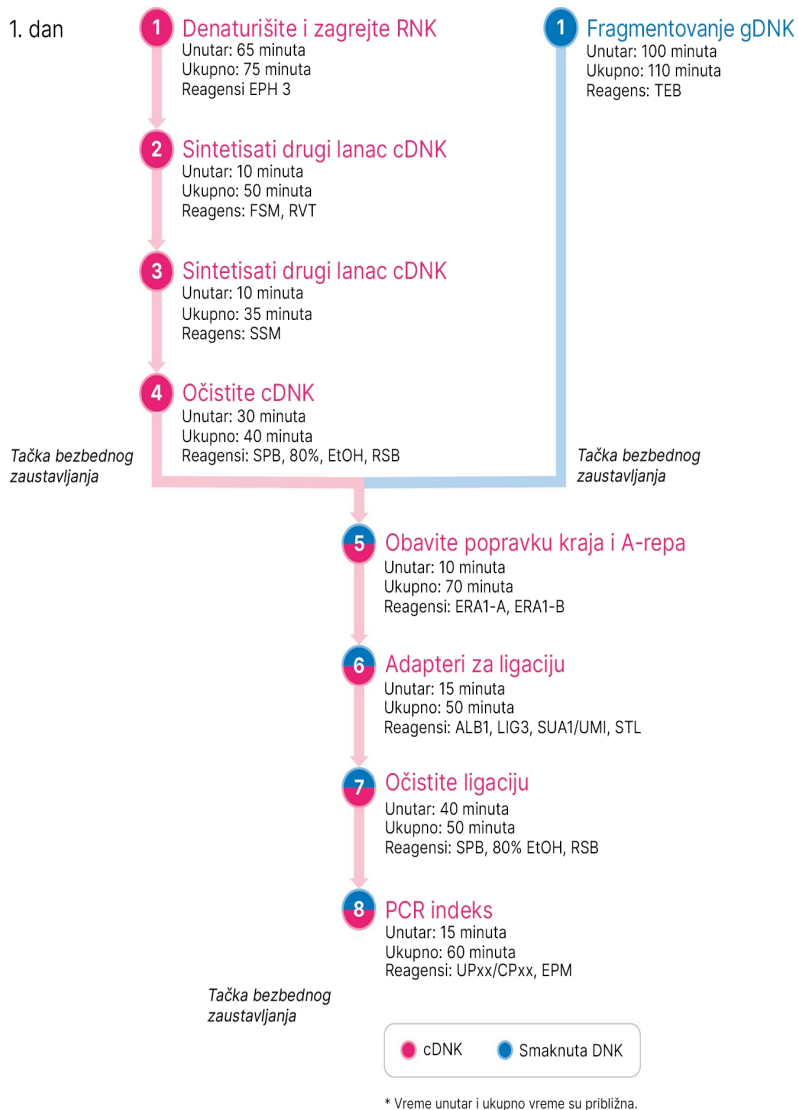 1. dan
1 Denaturišite i zagrejte RNK
Unutar: 65 minuta
Ukupno: 75 minuta
Reagensi EPH 3
1 Fragmentovanje gDNK
Unutar: 100 minuta
Ukupno: 110 minuta
Reagens: TEB
2 Sintetisati drugi lanac cDNK
Unutar: 10 minuta
Ukupno: 50 minuta
Reagens: FSM, RVT
3 Sintetisati drugi lanac cDNK
Unutar: 10 minuta
Ukupno: 35 minuta
Reagens: SSM
4 Očistite cDNK
Unutar: 30 minuta
Ukupno: 40 minuta
Reagensi: SPB, 80%, EtOH, RSB
Tačka bezbednog
zaustavljanja
Tačka bezbednog
zaustavljanja
5 Obavite popravku kraja i A-repa
Unutar: 10 minuta
Ukupno: 70 minuta
Reagensi: ERA1-A, ERA1-B
6 Adapteri za ligaciju
Unutar: 15 minuta
Ukupno: 50 minuta
Reagensi: ALB1, LIG3, SUA1/UMI, STL
7 Očistite ligaciju
Unutar: 40 minuta
Ukupno: 50 minuta
Reagensi: SPB, 80% EtOH, RSB
8 PCR indeks
Unutar: 15 minuta
Ukupno: 60 minuta
Reagensi: UPxx/CPxx, EPM
Tačka bezbednog
zaustavljanja
cDNK
Smaknuta DNK
* Vreme unutar i ukupno vreme su približna.